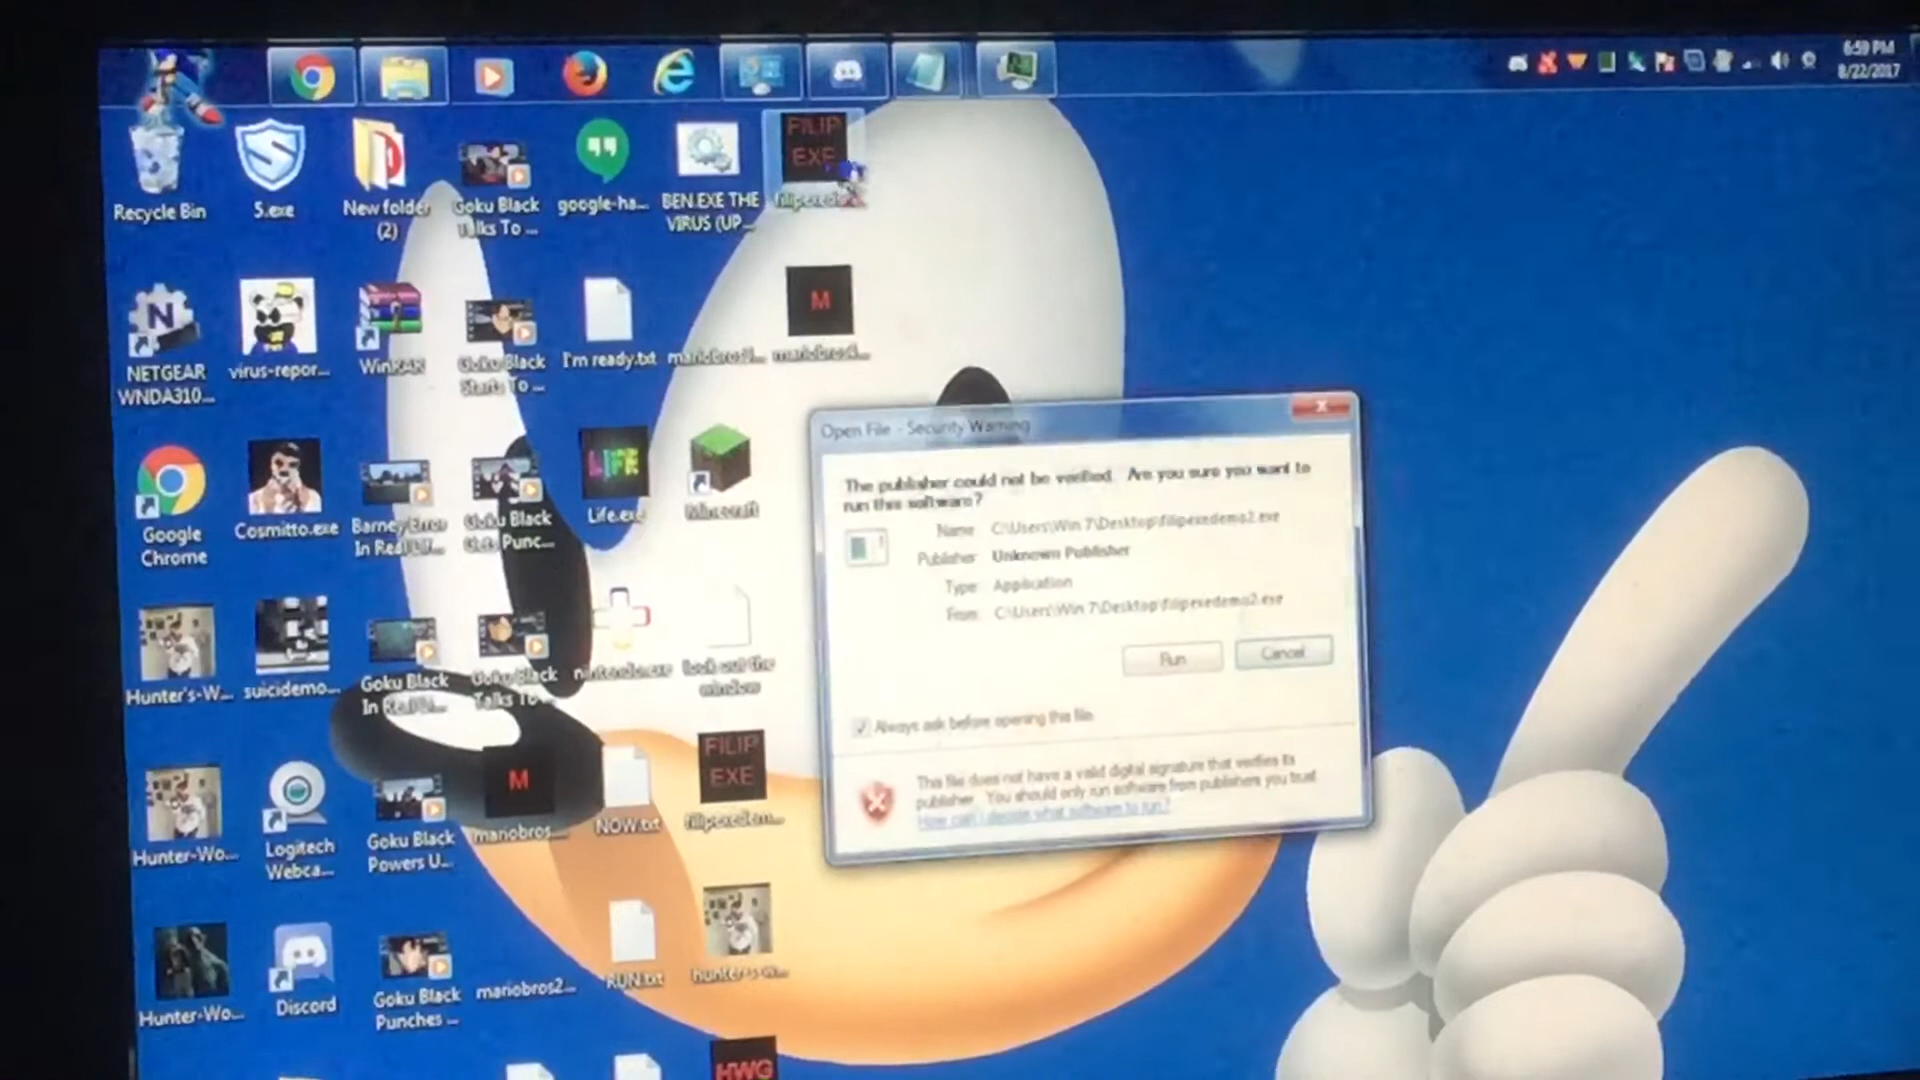 6:59 PM
8/22/2017
Recycle Bin
S.exe
New folder
(2)
Goku Black
Talks To ...
google-ha...
BEN.EXE THE
VIRUS (UP...
FILIP
EXE
NETGEAR
WNDA310...
virus-repor...
WinRAR
Goku Black
Starts To ...
I'm ready.txt
M
Google
Chrome
Cosmitto.exe
Barney Error
In Real Li...
Goku Black
Gets Punc...
LIFE
Life.exe
Minecraft
Hunter's-W...
suicidemo...
Goku Black
In Real Li...
Goku Black
Talks To ...
nintendo.exe
look out the
window
Hunter-Wo...
Logitech
Webca...
Goku Black
Powers U...
M
mariobros...
NOW.txt
FILIP
EXE
filipexedem...
Hunter-Wo...
Discord
Goku Black
Punches ...
mariobros2...
RUN.txt
hunter's-w...
HWG
Open File - Security Warning
The publisher could not be verified. Are you sure you want to
run this software?
Name: C:\Users\Win 7\Desktop\filipexedemo2.exe
Publisher: Unknown Publisher
Type: Application
From: C:\Users\Win 7\Desktop\filipexedemo2.exe
Run
Cancel
Always ask before opening this file
This file does not have a valid digital signature that verifies its
publisher. You should only run software from publishers you trust.
How can I decide what software to run?